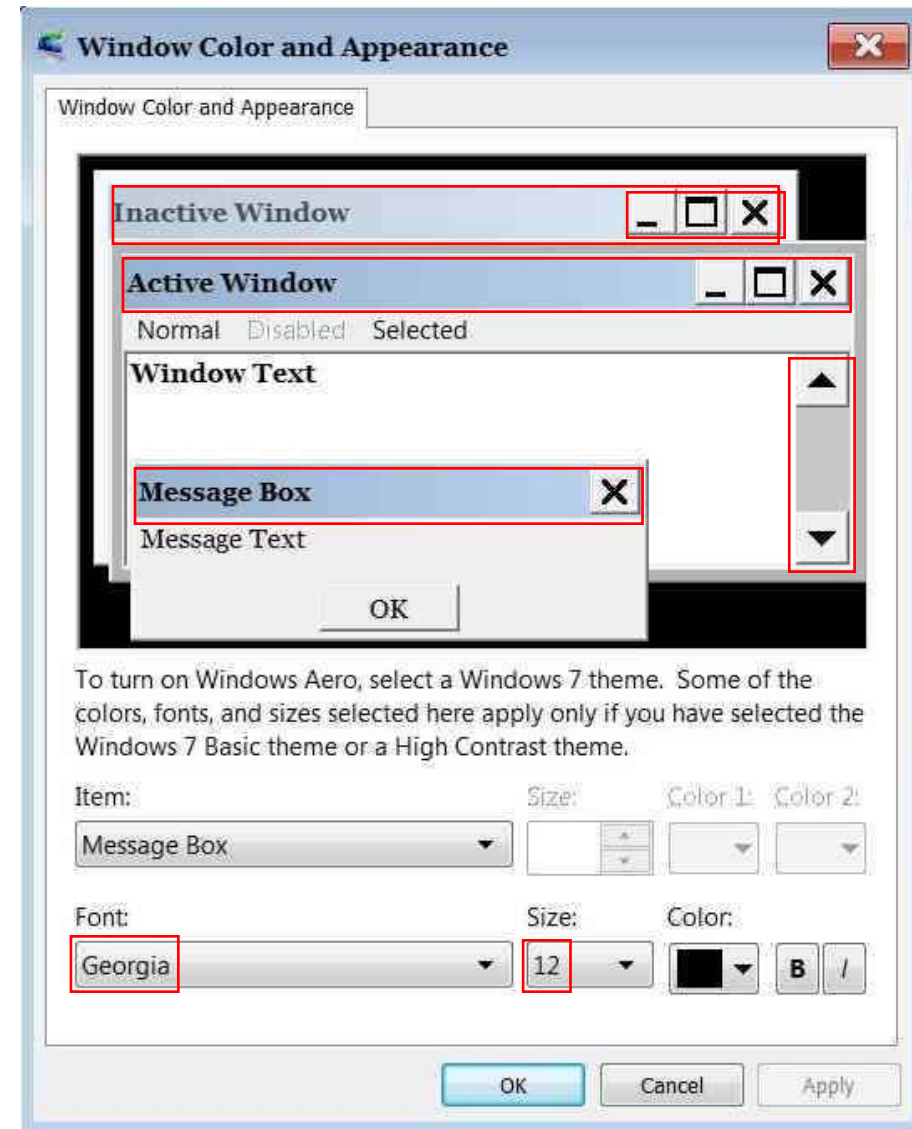 Window Color and Appearance
Window Color and Appearance
Inactive Window
Active Window
Normal Disabled Selected
Window Text
Message Box
Message Text
OK
To turn on Windows Aero, select a Windows 7 theme. Some of the
colors, fonts, and sizes selected here apply only if you have selected the
Windows 7 Basic theme or a High Contrast theme.
Item: Size: Color 1: Color 2:
Message Box
Font: Size: Color:
Georgia 12 B I
OK Cancel Apply